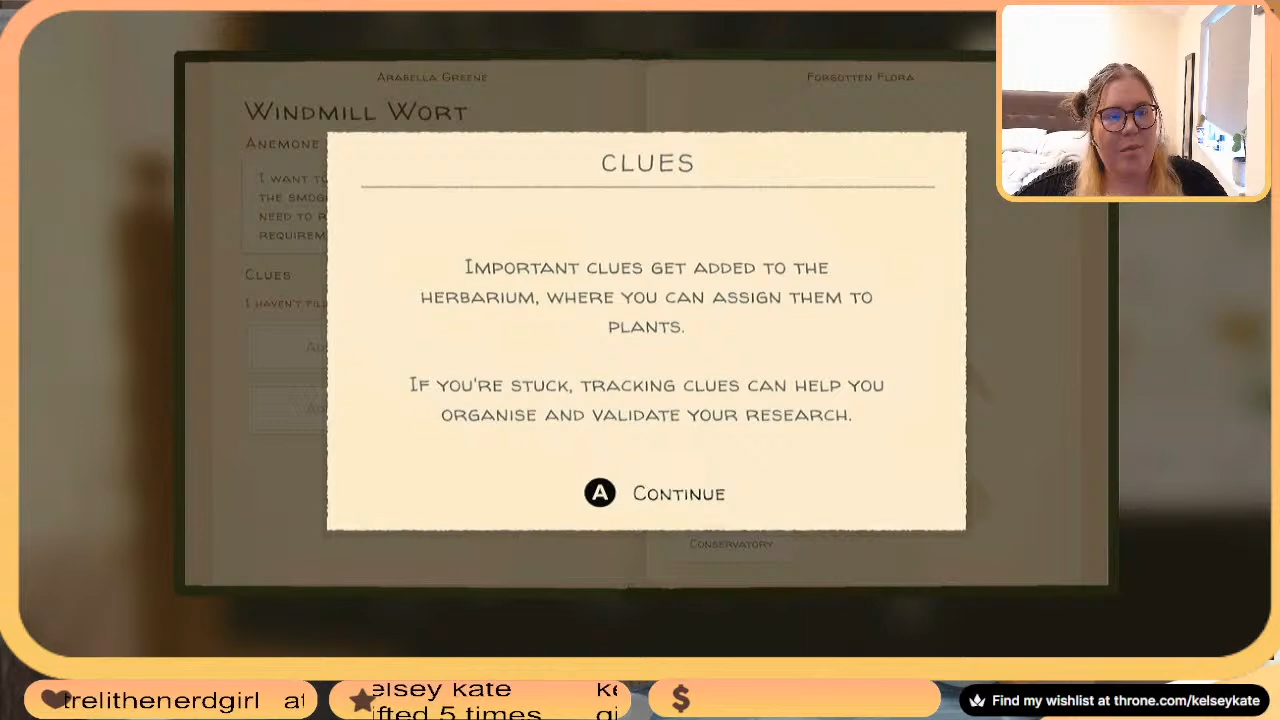 Arabella Greene
Forgotten Flora
Windmill Wort
Anemone
I want to
the smog
need to r
requirem
Clues
I haven't fil
CLUES
Important clues get added to the
herbarium, where you can assign them to
plants.
If you're stuck, tracking clues can help you
organise and validate your research.
A Continue
Conservatory
trelithenerdgirl at
elsey kate
fted 5 times
$
Find my wishlist at throne.com/kelseykate